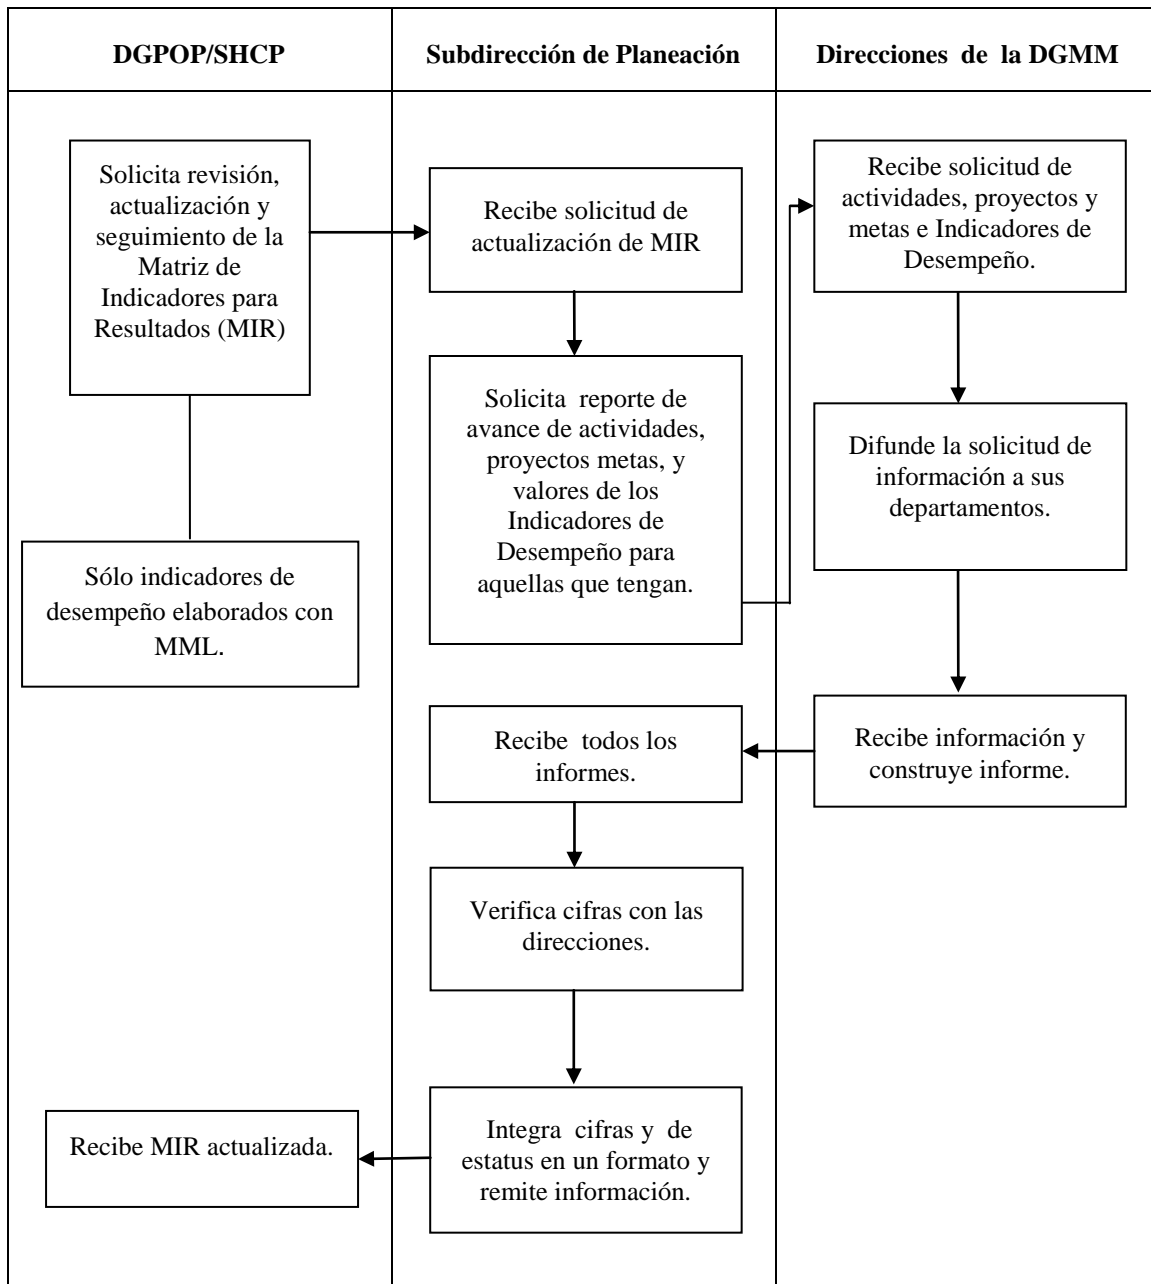 DGPOP/SHCP
Subdirección de Planeación
Direcciones de la DGMM
Solicita revisión,
actualización y
seguimiento de la
Matriz de
Indicadores para
Resultados (MIR)
Sólo indicadores de
desempeño elaborados con
MML.
Recibe solicitud de
actualización de MIR
Solicita reporte de
avance de actividades,
proyectos metas, y
valores de los
Indicadores de
Desempeño para
aquellas que tengan.
Recibe solicitud de
actividades, proyectos y
metas e Indicadores de
Desempeño.
Difunde la solicitud de
información a sus
departamentos.
Recibe información y
construye informe.
Recibe todos los
informes.
Verifica cifras con las
direcciones.
Integra cifras y de
estatus en un formato y
remite información.
Recibe MIR actualizada.